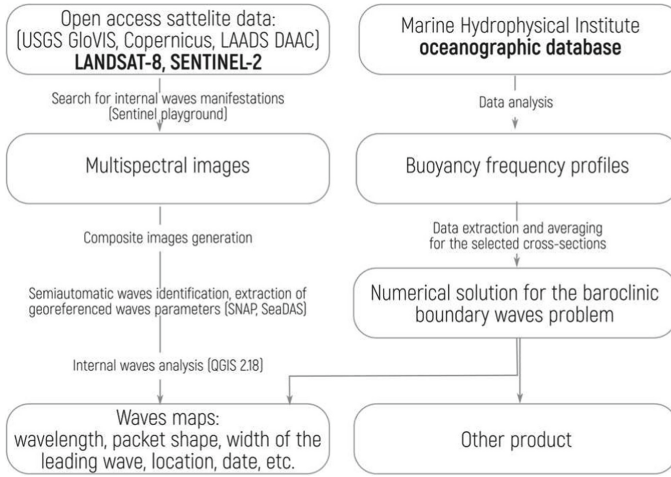 Open access sattelite data:
(USGS GloVIS, Copernicus, LAADS DAAC)
LANDSAT-8, SENTINEL-2
Search for internal waves manifestations
(Sentinel playground)
Multispectral images
Composite images generation
Semiautomatic waves identification, extraction of
georeferenced waves parameters (SNAP, SeaDAS)
Internal waves analysis (QGIS 2.18)
Waves maps:
wavelength, packet shape, width of the
leading wave, location, date, etc.
Marine Hydrophysical Institute
oceanographic database
Data analysis
Buoyancy frequency profiles
Data extraction and averaging
for the selected cross-sections
Numerical solution for the baroclinic
boundary waves problem
Other product